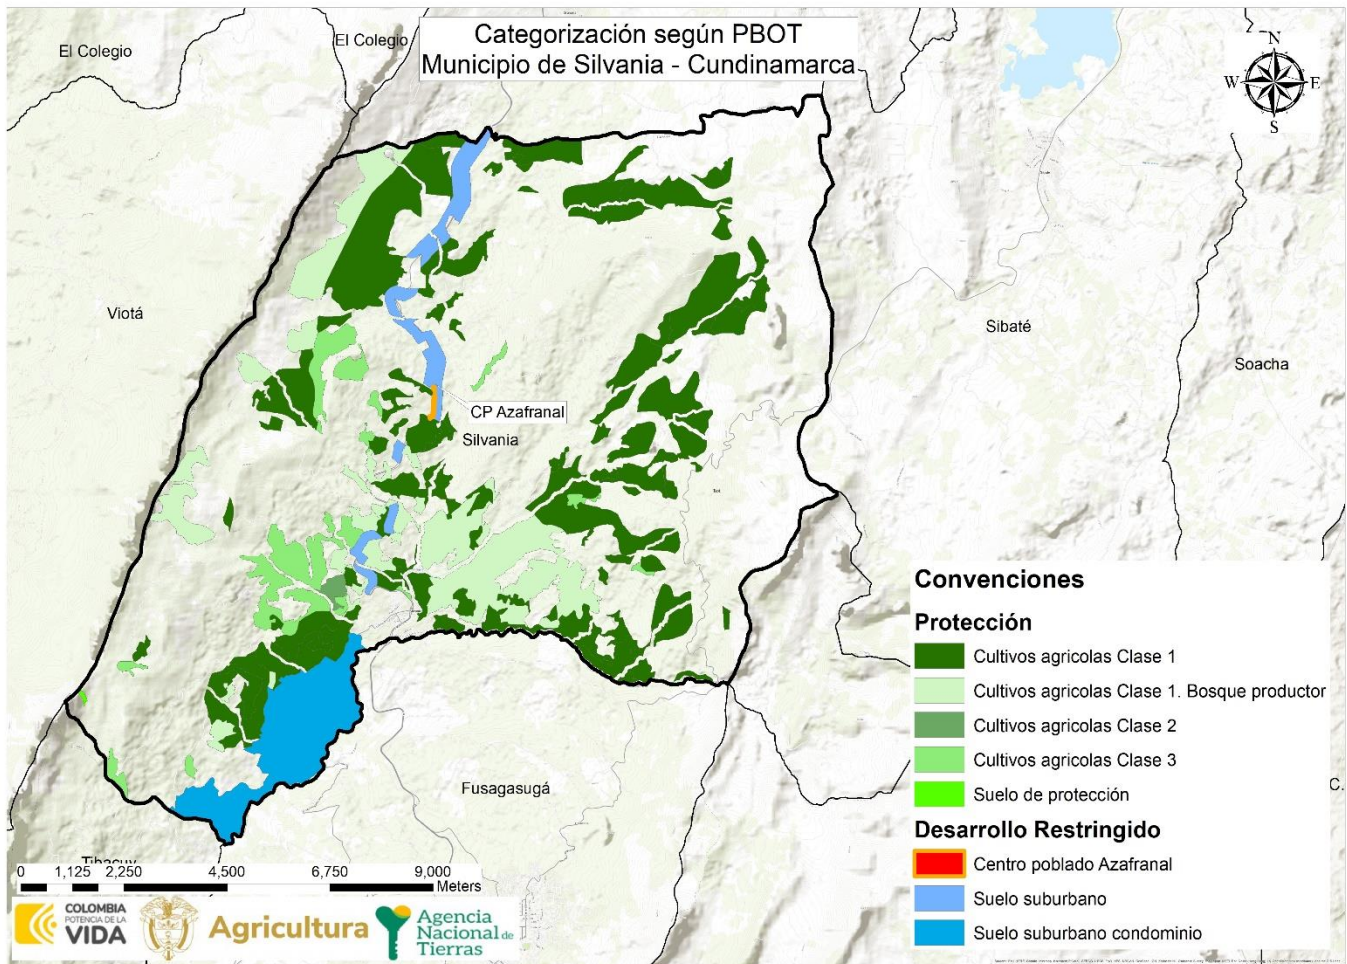 Categorización según PBOT
Municipio de Silvania - Cundinamarca
El Colegio
El Colegio
N
W
E
S
Viotá
Sibaté
Soacha
CP Azafranal
Silvania
Fusagasugá
Tibacuy
C.
Convenciones
Protección
Cultivos agricolas Clase 1
Cultivos agricolas Clase 1. Bosque productor
Cultivos agricolas Clase 2
Cultivos agricolas Clase 3
Suelo de protección
Desarrollo Restringido
Centro poblado Azafranal
Suelo suburbano
Suelo suburbano condominio
0 1,125 2,250 4,500 6,750 9,000
Meters
COLOMBIA
POTENCIA DE LA
VIDA
Agricultura
Agencia
Nacional de
Tierras